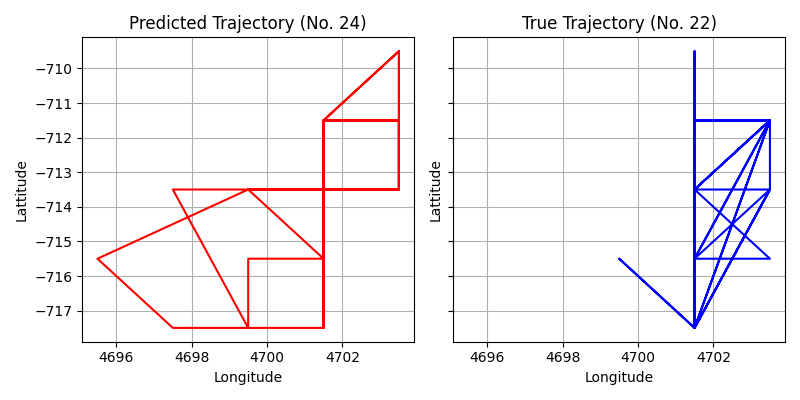 Predicted Trajectory (No. 24)
True Trajectory (No. 22)
Lattitude
−710
−711
−712
−713
−714
−715
−716
−717
4696
4698
4700
4702
Longitude
Lattitude
4696
4698
4700
4702
Longitude